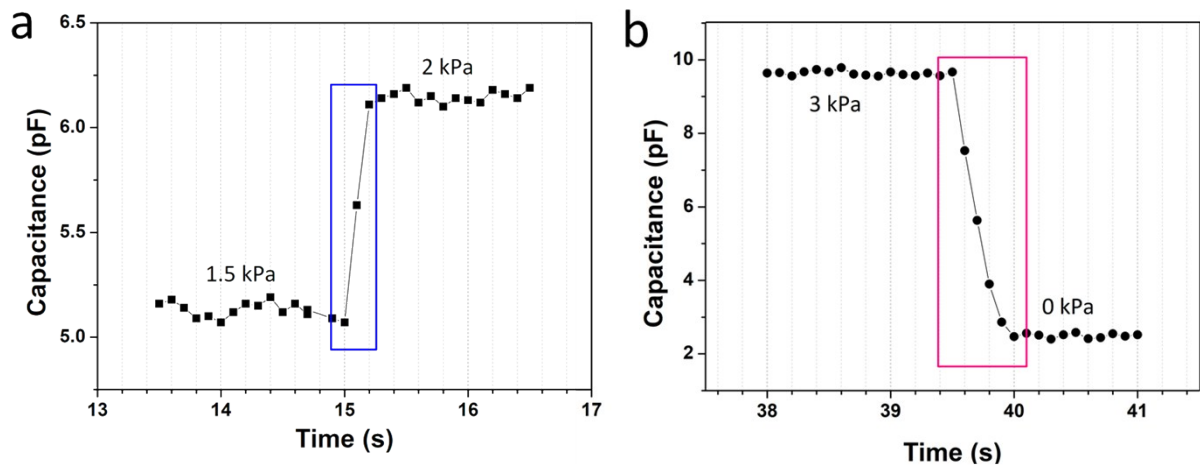 a
6.5
6.0
5.5
5.0
Capacitance (pF)
2 kPa
1.5 kPa
13 14 15 16 17
Time (s)
b
10
8
6
4
2
Capacitance (pF)
3 kPa
0 kPa
38 39 40 41
Time (s)